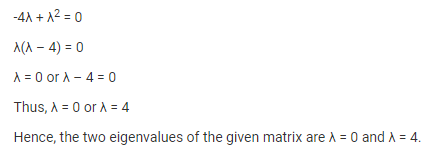 -4λ + λ² = 0
λ(λ – 4) = 0
λ = 0 or λ – 4 = 0
Thus, λ = 0 or λ = 4
Hence, the two eigenvalues of the given matrix are λ = 0 and λ = 4.